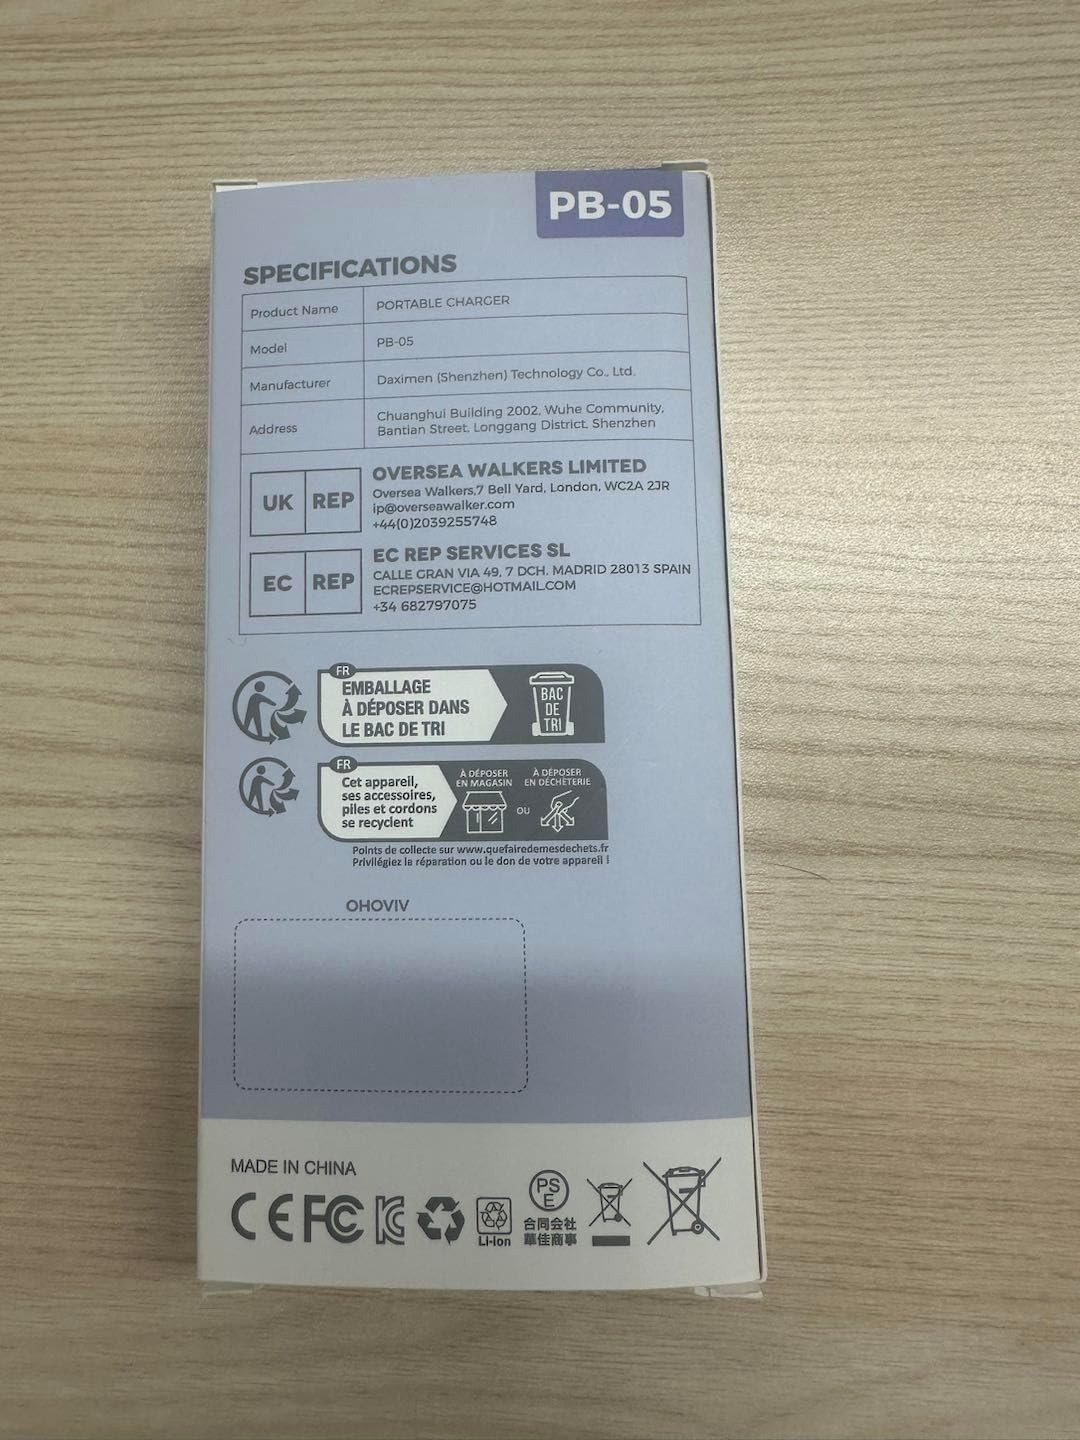 PB-05
SPECIFICATIONS
Product Name PORTABLE CHARGER
Model PB-05
Manufacturer Daximen (Shenzhen) Technology Co., Ltd.
Address Chuanghui Building 2002, Wuhe Community,
Bantian Street, Longgang District, Shenzhen
UK REP
OVERSEA WALKERS LIMITED
Oversea Walkers,7 Bell Yard, London, WC2A 2JR
ip@overseawalker.com
+44(0)2039255748
EC REP
EC REP SERVICES SL
CALLE GRAN VIA 49, 7 DCH. MADRID 28013 SPAIN
ECREPSERVICE@HOTMAIL.COM
+34 682797075
FR
EMBALLAGE
À DÉPOSER DANS
LE BAC DE TRI
BAC
DE
TRI
FR
Cet appareil,
ses accessoires,
piles et cordons
se recyclent
À DÉPOSER
EN MAGASIN
OU
À DÉPOSER
EN DÉCHÈTERIE
Points de collecte sur www.quefairedemesdechets.fr
Privilégiez la réparation ou le don de votre appareil !
OHOVIV
MADE IN CHINA
CE FC KC
Li-Ion
PS
E
合同会社
華佳商事